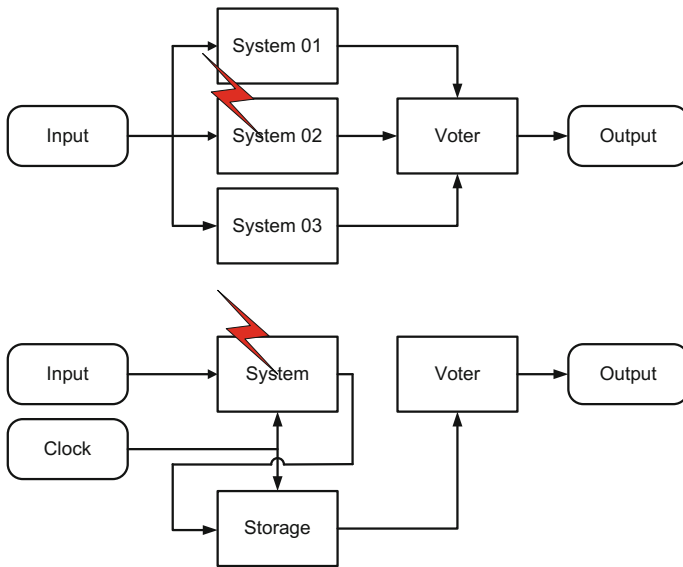 System 01
Input
System 02
Voter
Output
System 03
Input
System
Voter
Output
Clock
Storage